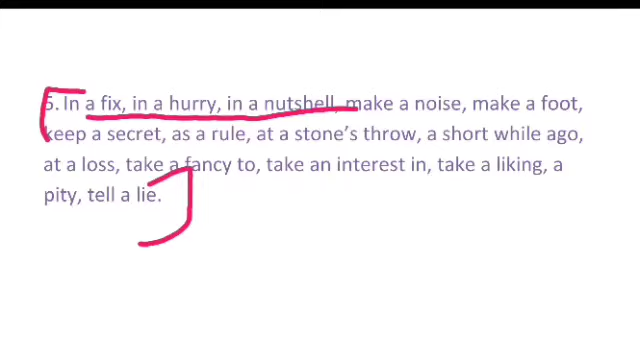 5. In a fix, in a hurry, in a nutshell, make a noise, make a foot,
keep a secret, as a rule, at a stone's throw, a short while ago,
at a loss, take a fancy to, take an interest in, take a liking, a
pity, tell a lie.